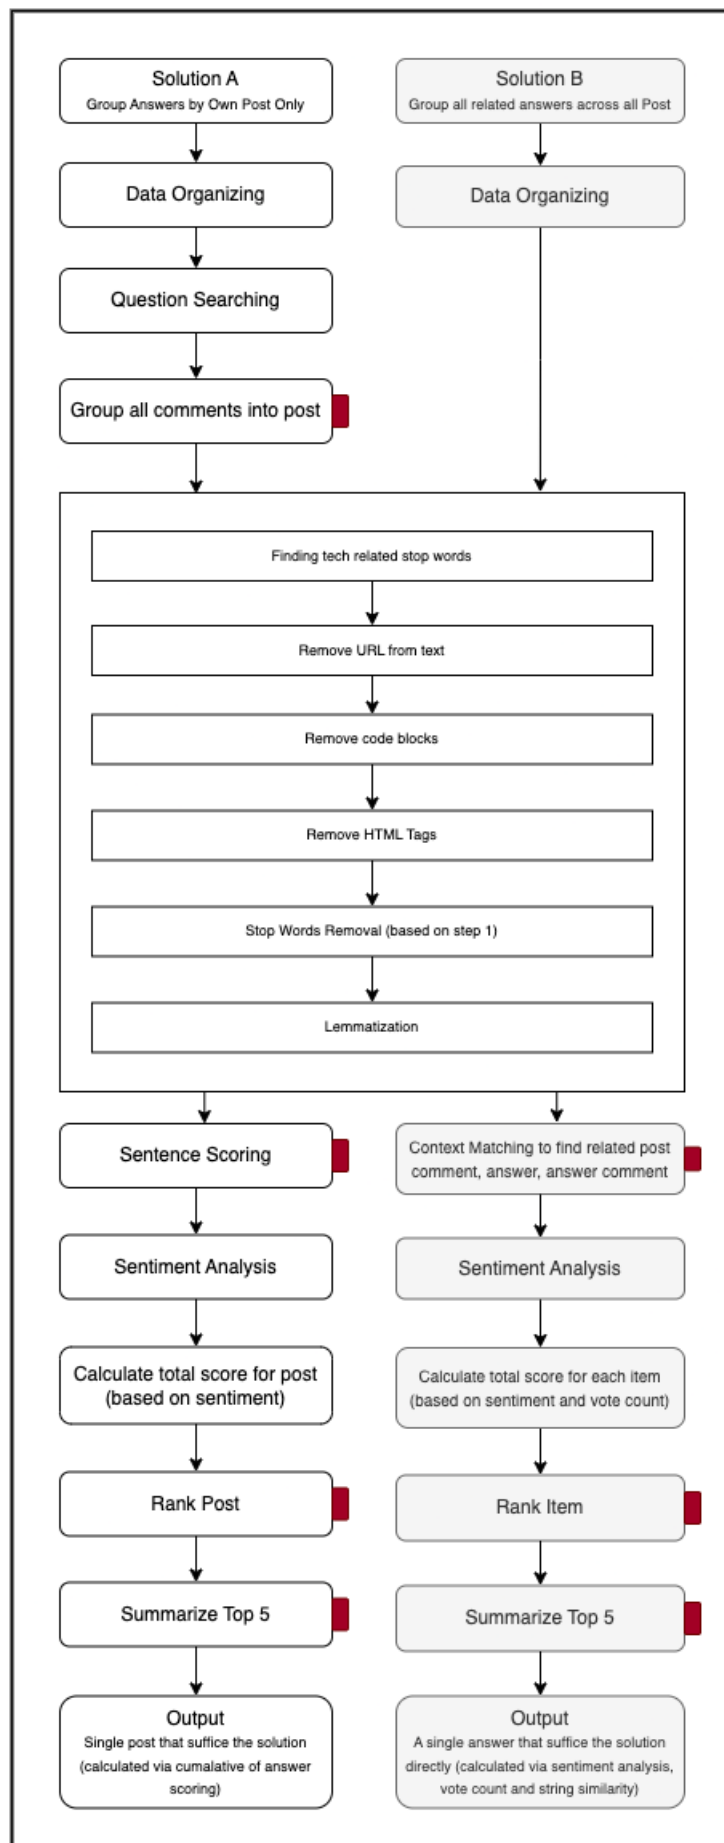 Solution A
Group Answers by Own Post Only
Data Organizing
Question Searching
Group all comments into post
Solution B
Group all related answers across all Post
Data Organizing
Finding tech related stop words
Remove URL from text
Remove code blocks
Remove HTML Tags
Stop Words Removal (based on step 1)
Lemmatization
Sentence Scoring
Sentiment Analysis
Calculate total score for post
(based on sentiment)
Rank Post
Summarize Top 5
Output
Single post that suffice the solution
(calculated via cumalative of answer
scoring)
Context Matching to find related post
comment, answer, answer comment
Sentiment Analysis
Calculate total score for each item
(based on sentiment and vote count)
Rank Item
Summarize Top 5
Output
A single answer that suffice the solution
directly (calculated via sentiment analysis,
vote count and string similarity)